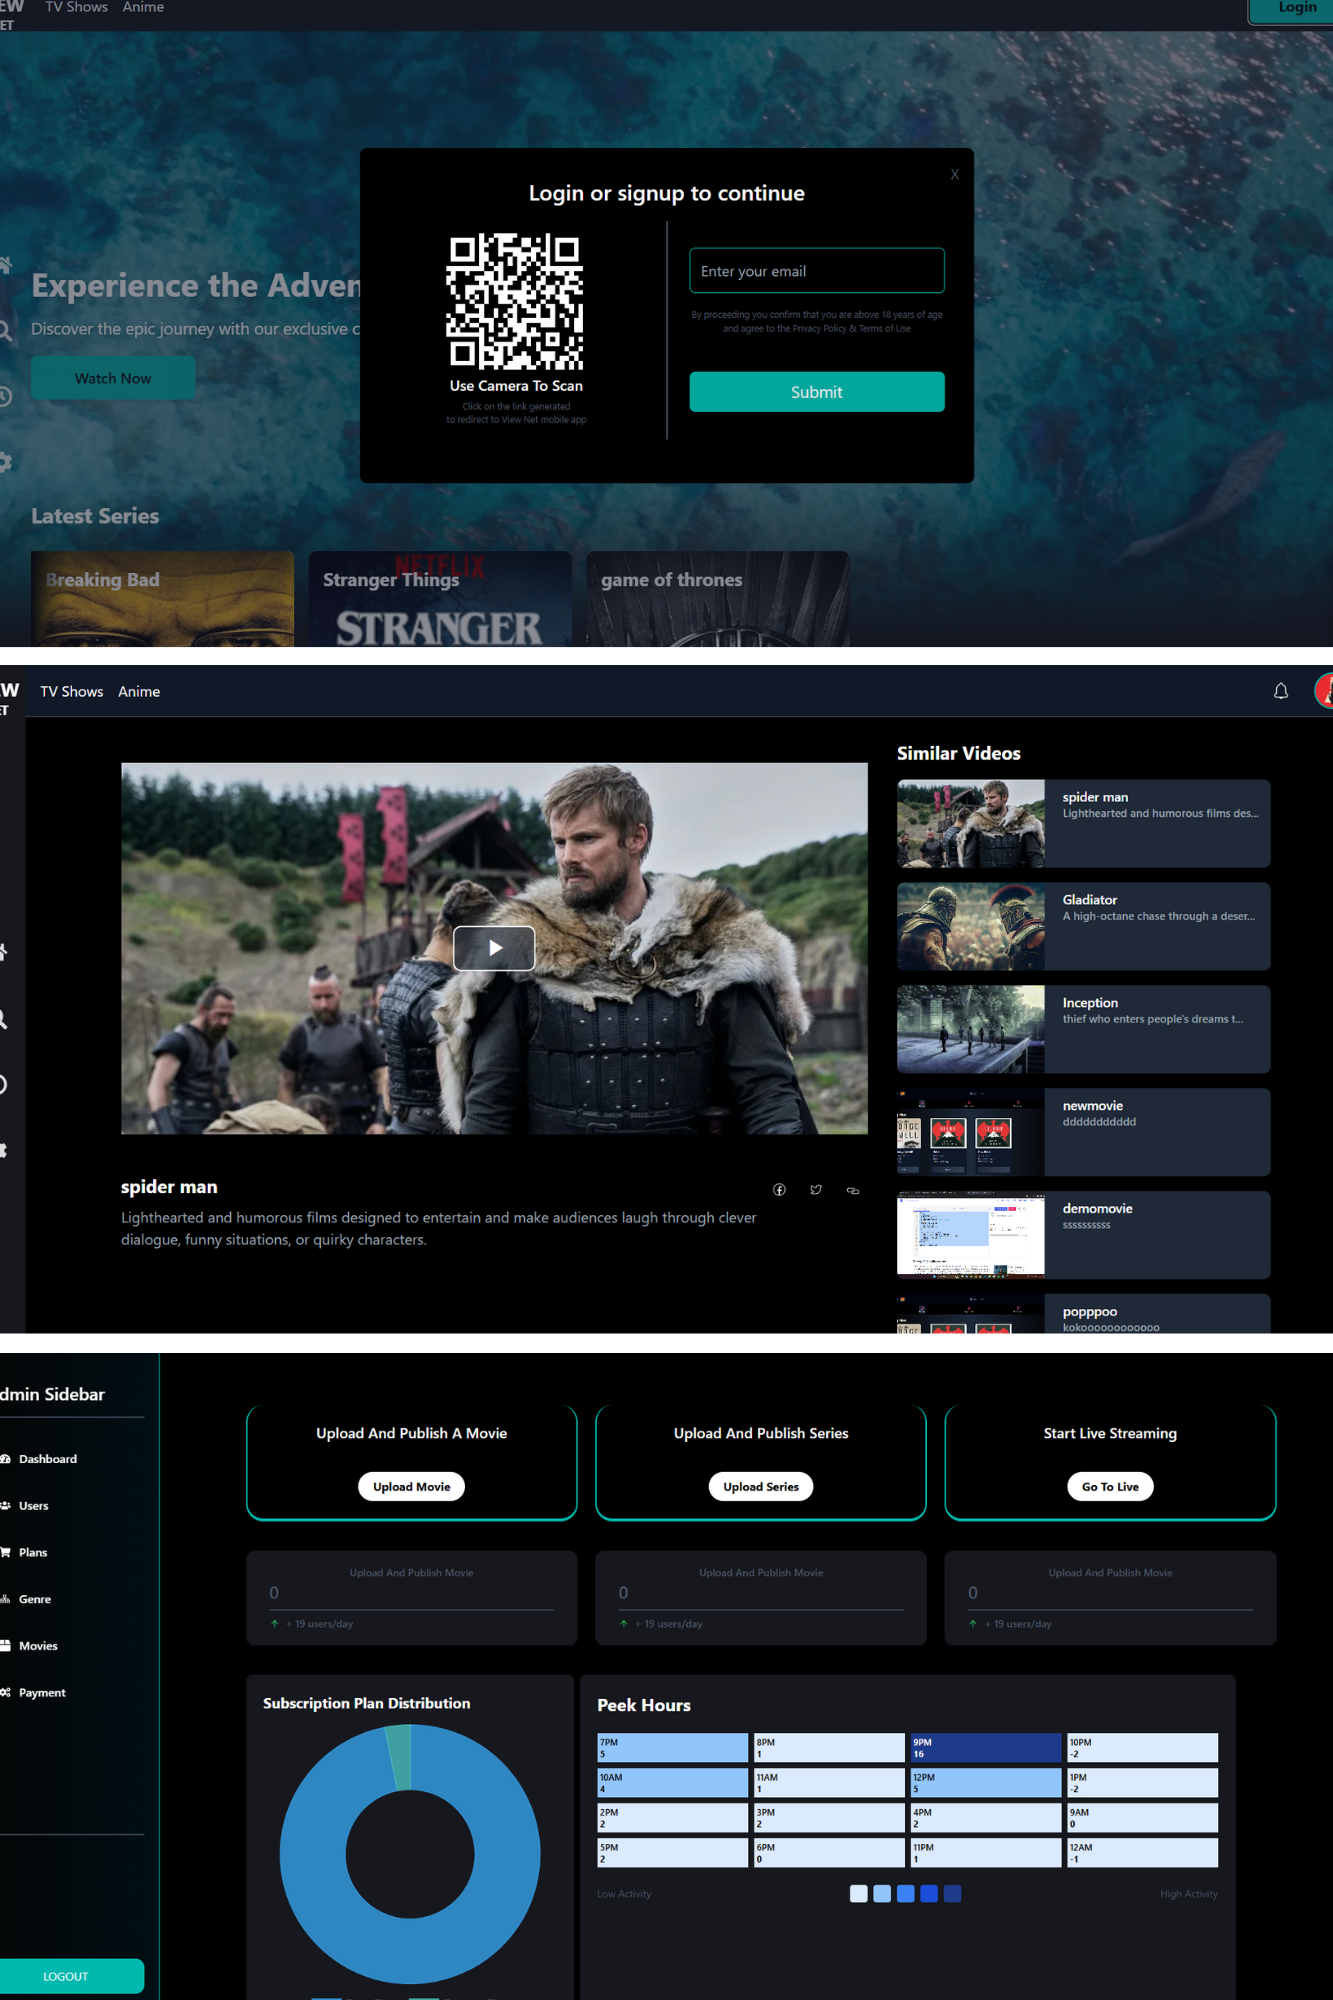 EW
ET
TV Shows Anime
Login
Login or signup to continue
X
Use Camera To Scan
Click on the link generated
to redirect to View Net mobile app
Enter your email
By proceeding you confirm that you are above 18 years of age
and agree to the Privacy Policy & Terms of Use
Submit
Experience the Adven
Discover the epic journey with our exclusive c
Watch Now
Latest Series
Breaking Bad
Stranger Things
NETFLIX
STRANGER
game of thrones
EW
ET
TV Shows Anime
spider man
Lighthearted and humorous films designed to entertain and make audiences laugh through clever
dialogue, funny situations, or quirky characters.
Similar Videos
spider man
Lighthearted and humorous films des...
Gladiator
A high-octane chase through a deser...
Inception
thief who enters people's dreams t...
newmovie
ddddddddddd
demomovie
ssssssssss
popppoo
kokoooooooooooo
dmin Sidebar
Dashboard
Users
Plans
Genre
Movies
Payment
LOGOUT
Upload And Publish A Movie
Upload Movie
Upload And Publish Series
Upload Series
Start Live Streaming
Go To Live
Upload And Publish Movie
0
+ 19 users/day
Upload And Publish Movie
0
+ 19 users/day
Upload And Publish Movie
0
+ 19 users/day
Subscription Plan Distribution
Peek Hours
7PM
5
8PM
1
9PM
16
10PM
-2
10AM
4
11AM
1
12PM
5
1PM
-2
2PM
2
3PM
2
4PM
2
9AM
0
5PM
2
6PM
0
11PM
1
12AM
-1
Low Activity
High Activity